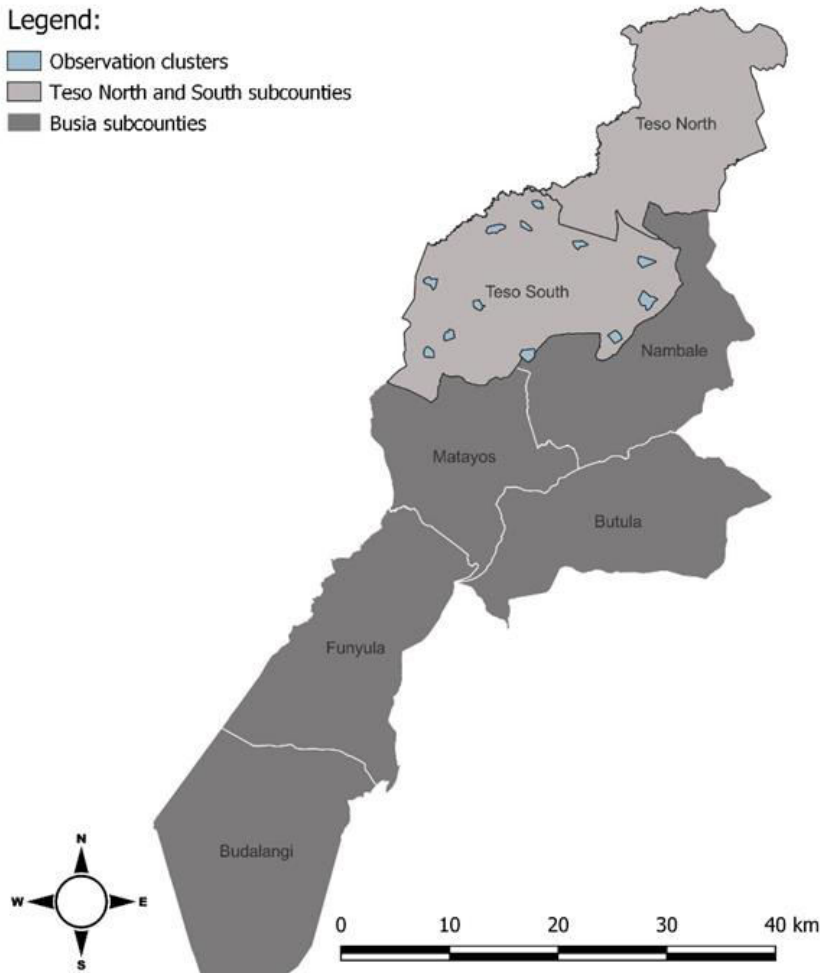 Legend:
Observation clusters
Teso North and South subcounties
Busia subcounties
Teso North
Teso South
Nambale
Matayos
Butula
Funyula
Budalangi
N
W E
S
0 10 20 30 40 km